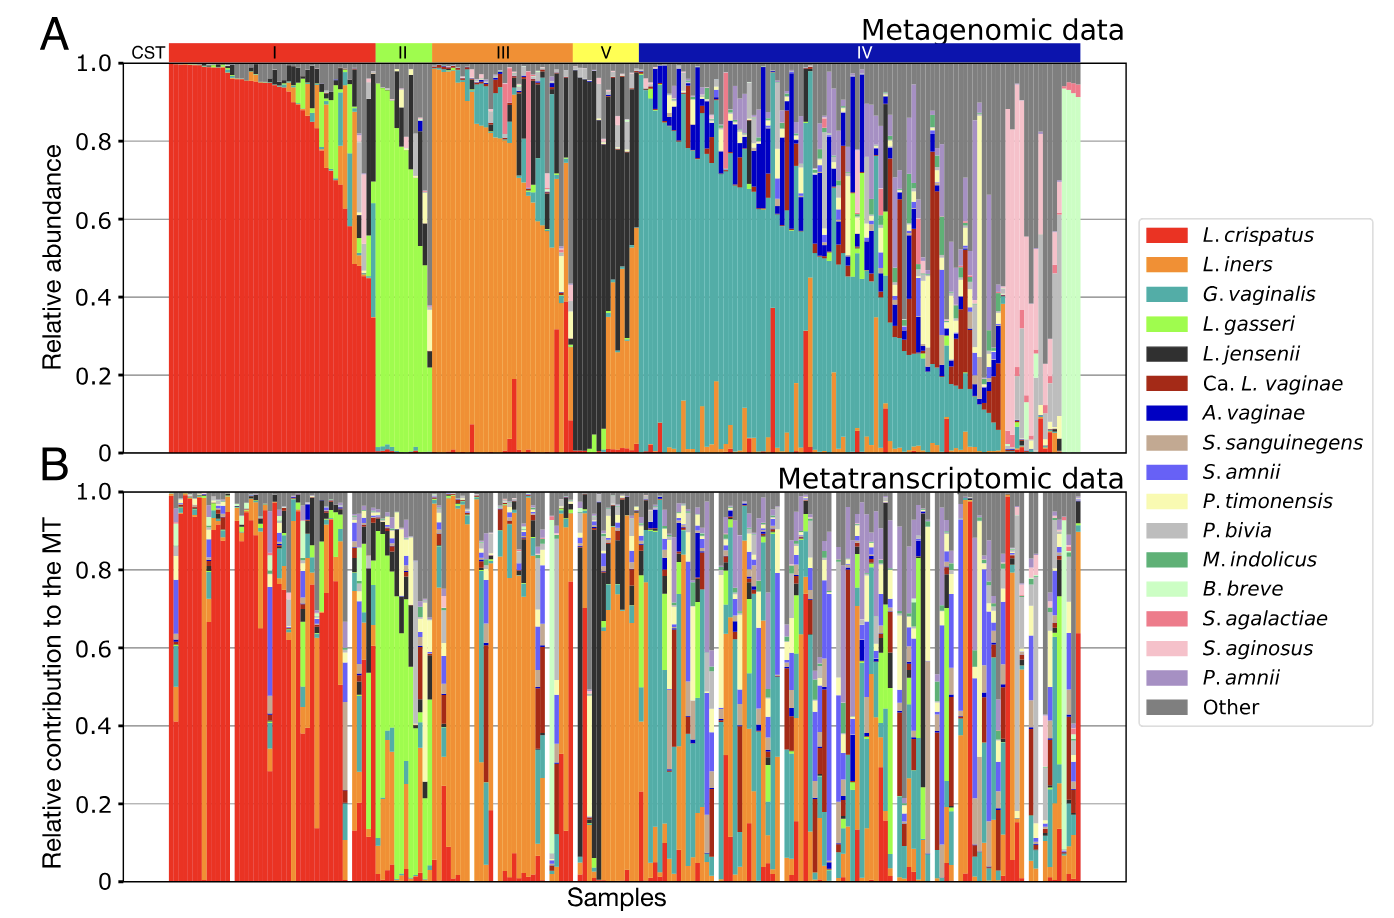 A
Metagenomic data
CST I II III V IV
1.0
0.8
0.6
0.4
0.2
0
Relative abundance
B
Metatranscriptomic data
1.0
0.8
0.6
0.4
0.2
0
Relative contribution to the MT
Samples
L. crispatus
L. iners
G. vaginalis
L. gasseri
L. jensenii
Ca. L. vaginae
A. vaginae
S. sanguinegens
S. amnii
P. timonensis
P. bivia
M. indolicus
B. breve
S. agalactiae
S. aginosus
P. amnii
Other